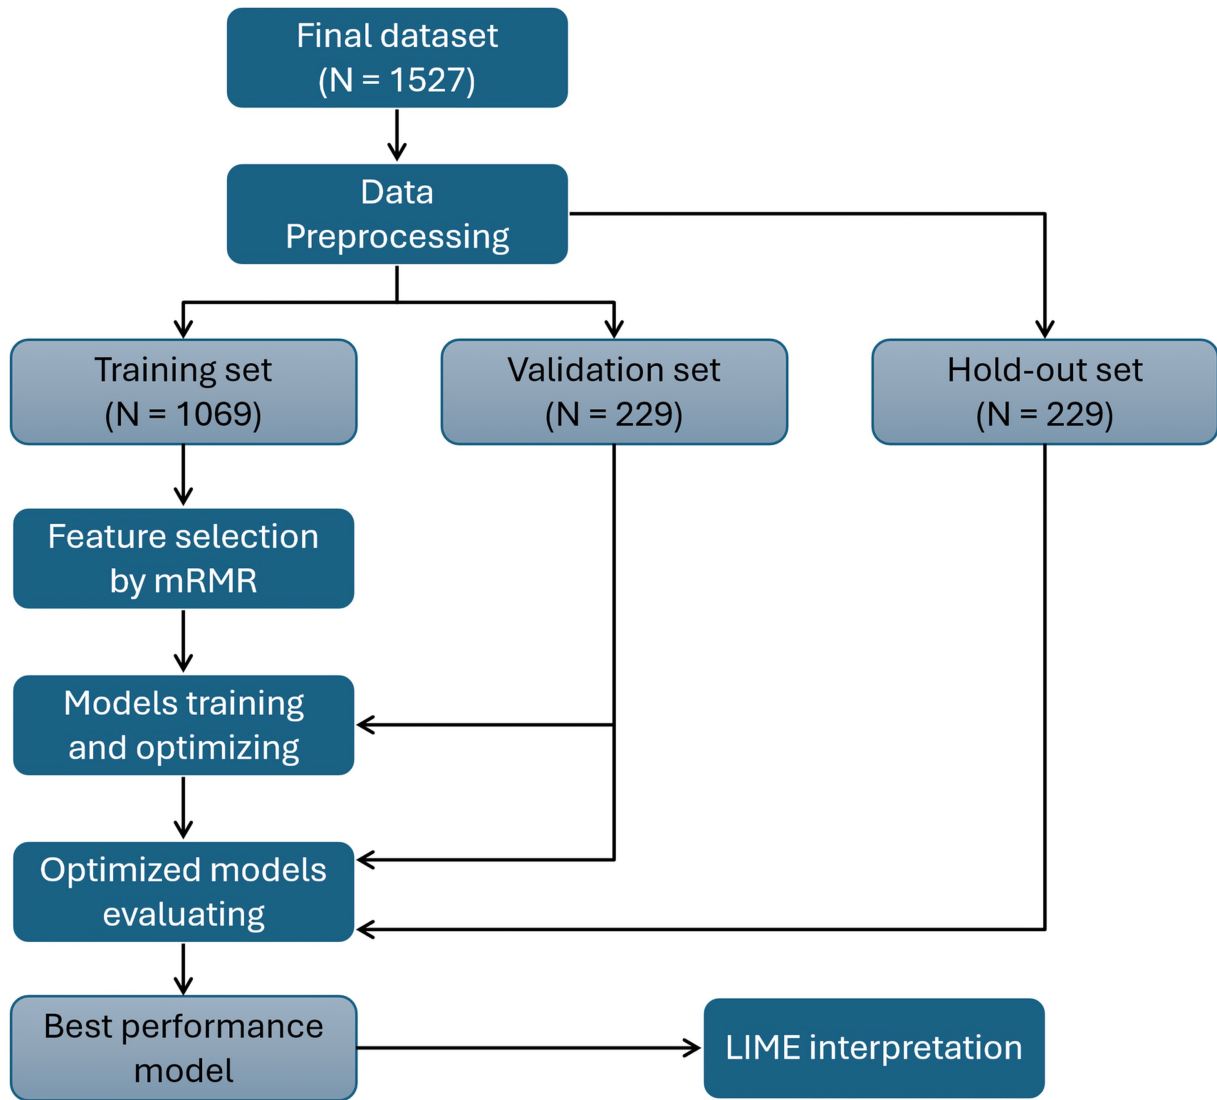 Final dataset
(N = 1527)
Data
Preprocessing
Training set
(N = 1069)
Validation set
(N = 229)
Hold-out set
(N = 229)
Feature selection
by mRMR
Models training
and optimizing
Optimized models
evaluating
Best performance
model
LIME interpretation